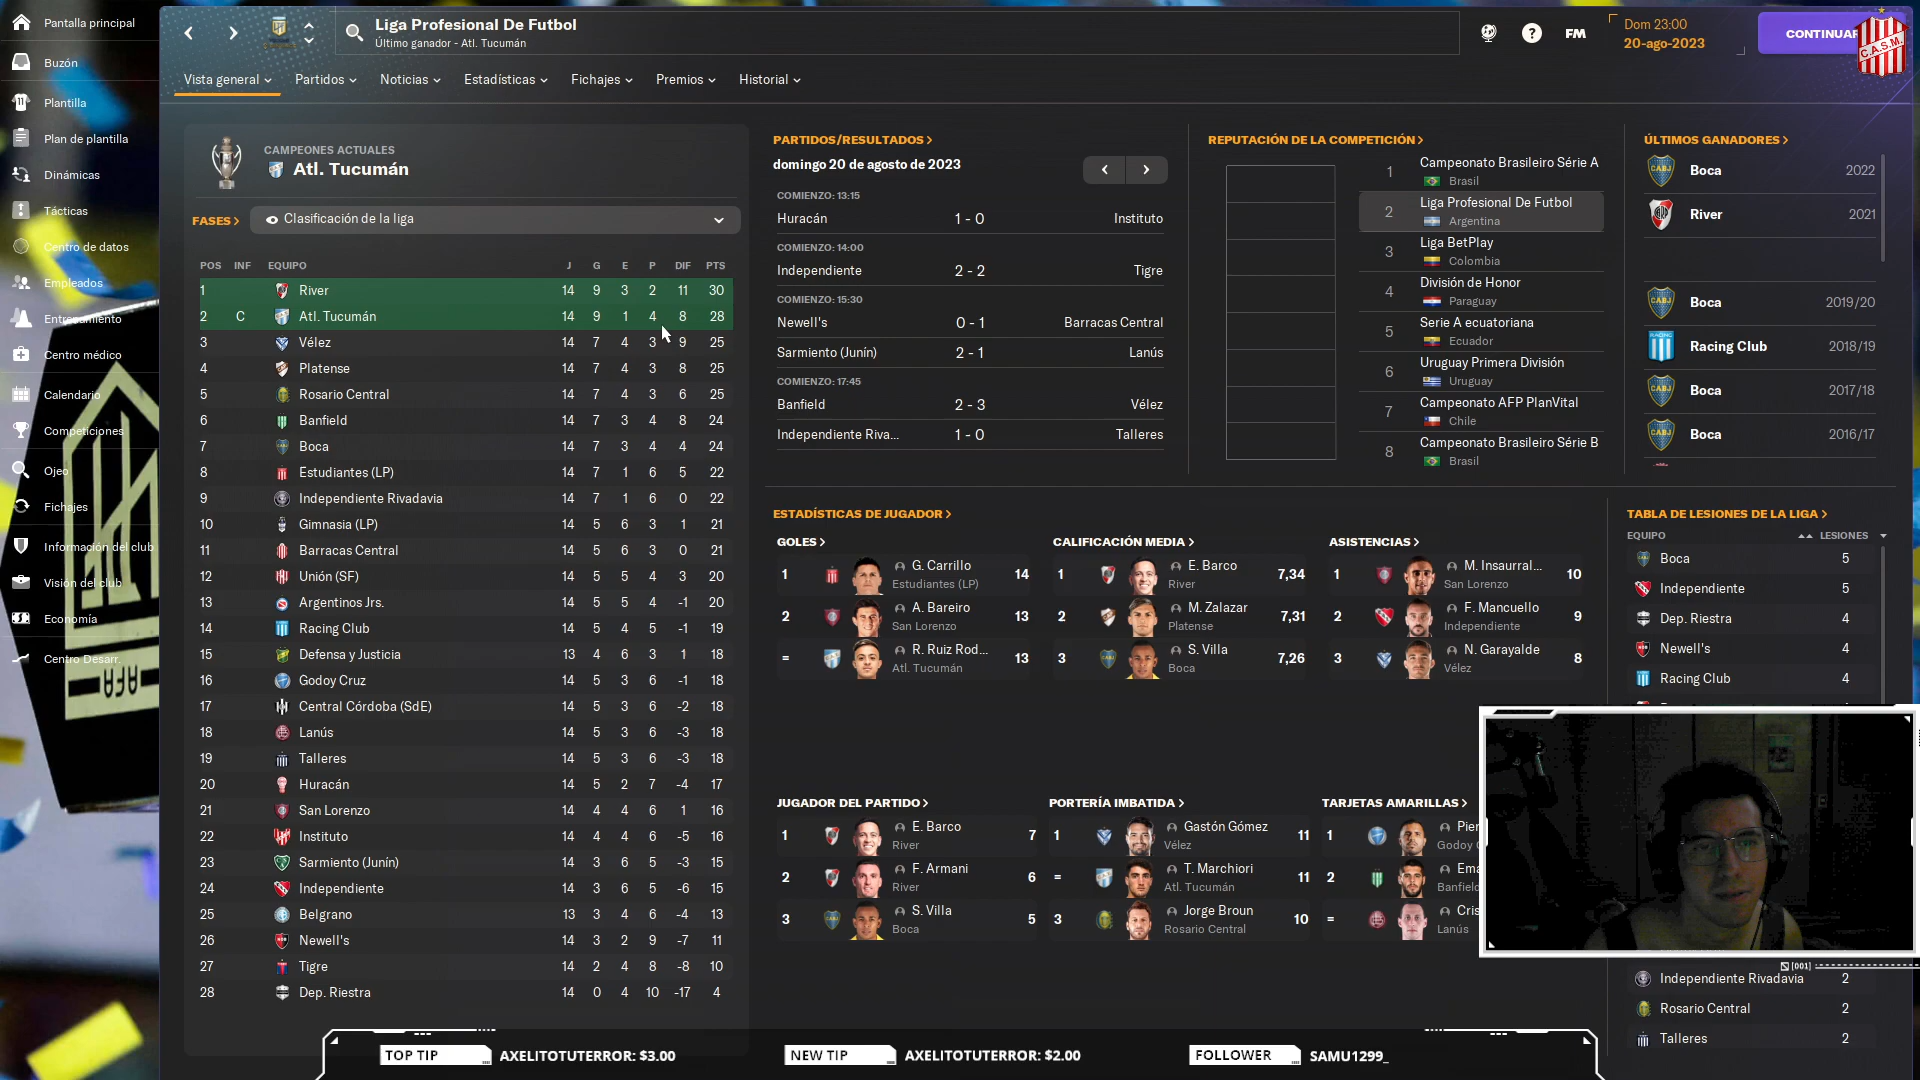 Pantalla principal
Buzón
Plantilla
Plan de plantilla
Dinámicas
Tácticas
Centro de datos
Empleados
Entrenamiento
Centro médico
Calendario
Competiciones
Ojeo
Fichajes
Información del club
Visión del club
Economía
Centro Desarr.
Liga Profesional De Futbol
Último ganador - Atl. Tucumán
FM
Dom 23:00
20-ago-2023
CONTINUAR
C.A.S.M.
Vista general
Partidos
Noticias
Estadísticas
Fichajes
Premios
Historial
CAMPEONES ACTUALES
Atl. Tucumán
FASES >
Clasificación de la liga
POS INF EQUIPO J G E P DIF PTS
1 River 14 9 3 2 11 30
2 C Atl. Tucumán 14 9 1 4 8 28
3 Vélez 14 7 4 3 9 25
4 Platense 14 7 4 3 8 25
5 Rosario Central 14 7 4 3 6 25
6 Banfield 14 7 3 4 8 24
7 Boca 14 7 3 4 4 24
8 Estudiantes (LP) 14 7 1 6 5 22
9 Independiente Rivadavia 14 7 1 6 0 22
10 Gimnasia (LP) 14 5 6 3 1 21
11 Barracas Central 14 5 6 3 0 21
12 Unión (SF) 14 5 5 4 3 20
13 Argentinos Jrs. 14 5 5 4 -1 20
14 Racing Club 14 5 4 5 -1 19
15 Defensa y Justicia 13 4 6 3 1 18
16 Godoy Cruz 14 5 3 6 -1 18
17 Central Córdoba (SdE) 14 5 3 6 -2 18
18 Lanús 14 5 3 6 -3 18
19 Talleres 14 5 3 6 -3 18
20 Huracán 14 5 2 7 -4 17
21 San Lorenzo 14 4 4 6 1 16
22 Instituto 14 4 4 6 -5 16
23 Sarmiento (Junín) 14 3 6 5 -3 15
24 Independiente 14 3 6 5 -6 15
25 Belgrano 13 3 4 6 -4 13
26 Newell's 14 3 2 9 -7 11
27 Tigre 14 2 4 8 -8 10
28 Dep. Riestra 14 0 4 10 -17 4
PARTIDOS/RESULTADOS >
domingo 20 de agosto de 2023
COMIENZO: 13:15
Huracán 1 - 0 Instituto
COMIENZO: 14:00
Independiente 2 - 2 Tigre
COMIENZO: 15:30
Newell's 0 - 1 Barracas Central
Sarmiento (Junín) 2 - 1 Lanús
COMIENZO: 17:45
Banfield 2 - 3 Vélez
Independiente Riva... 1 - 0 Talleres
REPUTACIÓN DE LA COMPETICIÓN >
1 Campeonato Brasileiro Série A
Brasil
2 Liga Profesional De Futbol
Argentina
3 Liga BetPlay
Colombia
4 División de Honor
Paraguay
5 Serie A ecuatoriana
Ecuador
6 Uruguay Primera División
Uruguay
7 Campeonato AFP PlanVital
Chile
8 Campeonato Brasileiro Série B
Brasil
ÚLTIMOS GANADORES >
Boca 2022
River 2021
Boca 2019/20
Racing Club 2018/19
Boca 2017/18
Boca 2016/17
ESTADÍSTICAS DE JUGADOR >
GOLES >
1 G. Carrillo 14
Estudiantes (LP)
2 A. Bareiro 13
San Lorenzo
= R. Ruiz Rod... 13
Atl. Tucumán
CALIFICACIÓN MEDIA >
1 E. Barco 7,34
River
2 M. Zalazar 7,31
Platense
3 S. Villa 7,26
Boca
ASISTENCIAS >
1 M. Insaurral... 10
San Lorenzo
2 F. Mancuello 9
Independiente
3 N. Garayalde 8
Vélez
JUGADOR DEL PARTIDO >
1 E. Barco 7
River
2 F. Armani 6
River
3 S. Villa 5
Boca
PORTERÍA IMBATIDA >
1 Gastón Gómez 11
Vélez
= T. Marchiori 11
Atl. Tucumán
3 Jorge Broun 10
Rosario Central
TARJETAS AMARILLAS >
1 Pier
Godoy C
2 Ema
Banfield
= Cris
Lanús
TABLA DE LESIONES DE LA LIGA >
EQUIPO LESIONES
Boca 5
Independiente 5
Dep. Riestra 4
Newell's 4
Racing Club 4
[001]
Independiente Rivadavia 2
Rosario Central 2
Talleres 2
TOP TIP AXELITOTUTERROR: $3.00
NEW TIP AXELITOTUTERROR: $2.00
FOLLOWER SAMU1299_